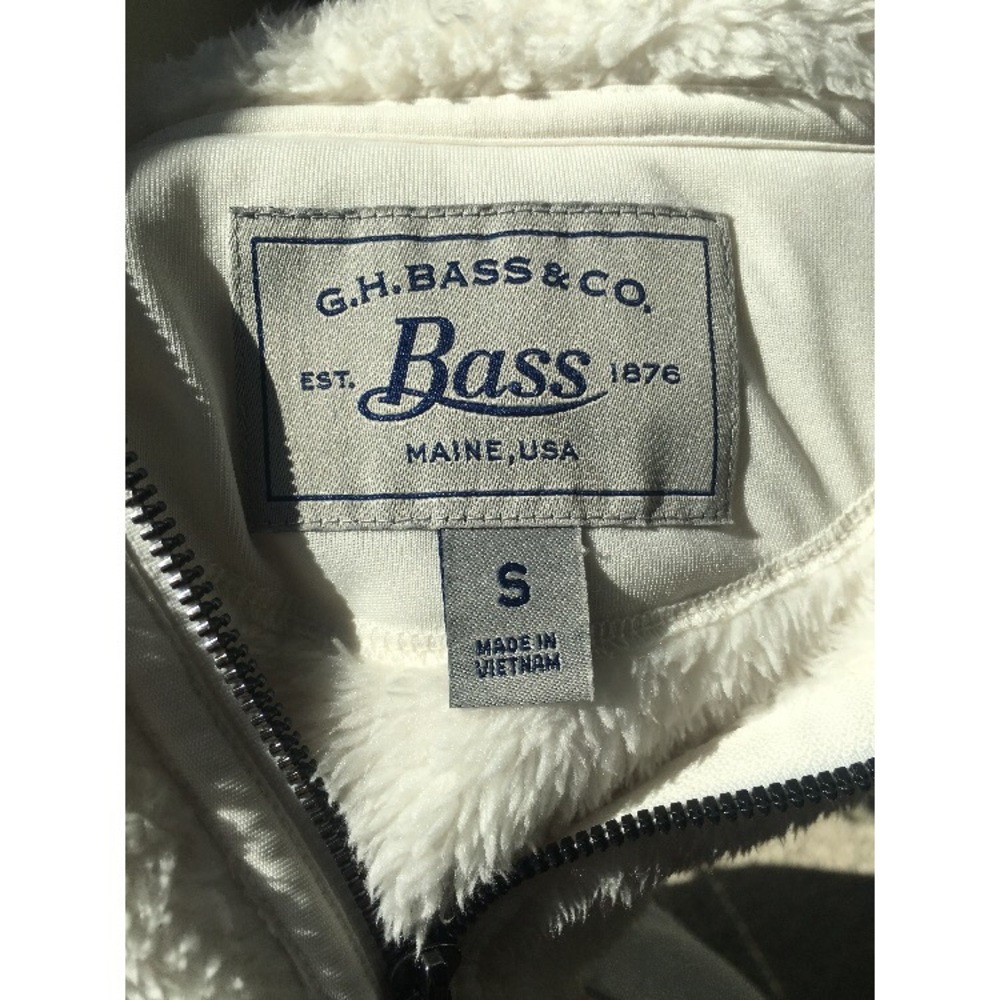 G.H.BASS & CO.
EST. Bass 1876
MAINE, USA
S
MADE IN
VIETNAM